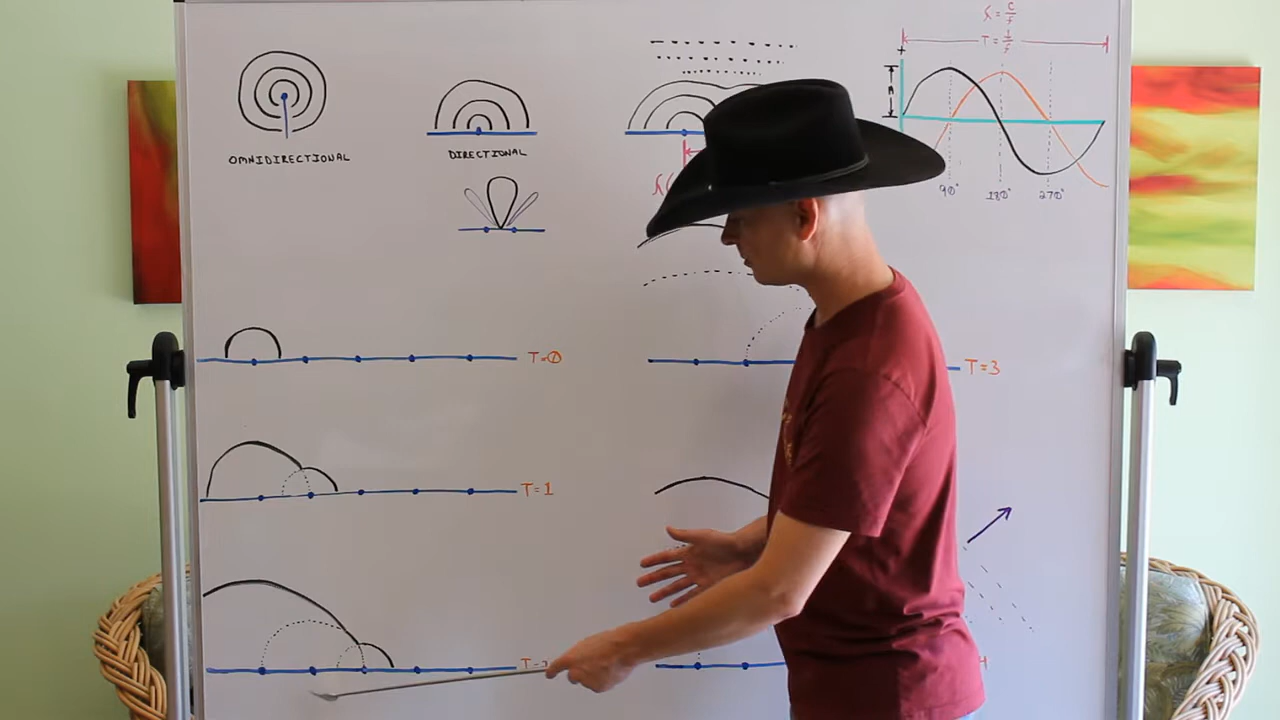 λ = c/f
T = 1/f
+
A
OMNIDIRECTIONAL
DIRECTIONAL
90° 180° 270°
T=0
T=3
T=1